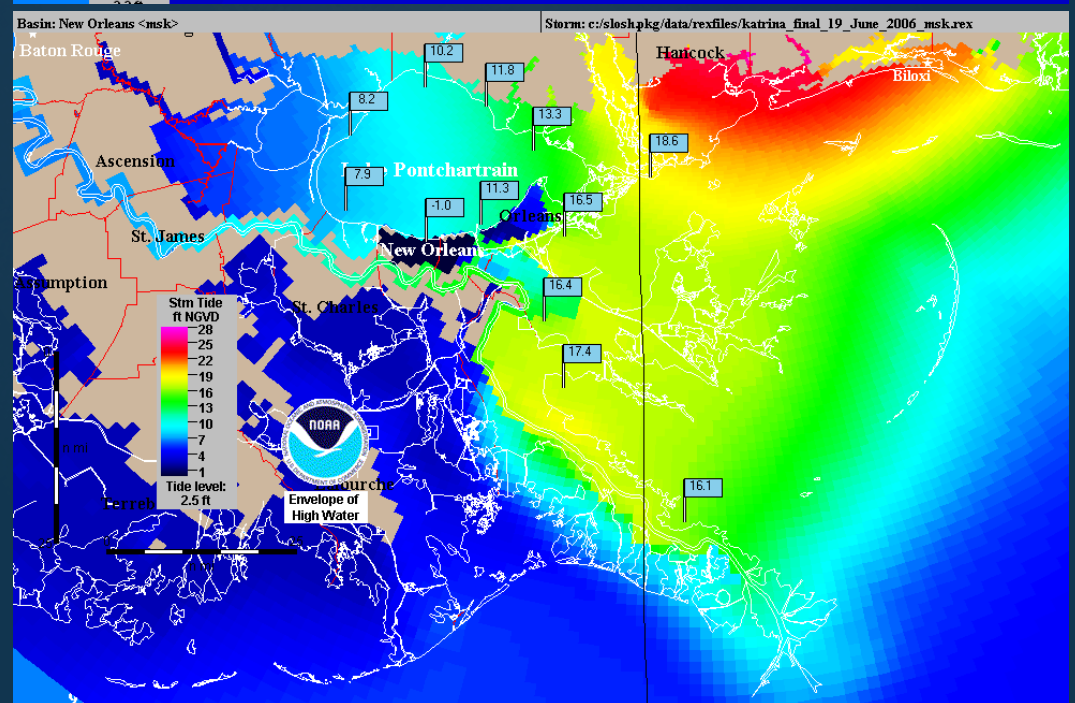 Basin: New Orleans <msk>
Storm: c:/slosh.pkg/data/rexfiles/katrina_final_19_June_2006_msk.rex
Baton Rouge
10.2
Hancock
11.8
Biloxi
8.2
13.3
18.6
Ascension
Pontchartrain
7.9
11.3
16.5
-1.0
Orleans
St. James
New Orleans
Assumption
16.4
Stm Tide
ft NGVD
28
25
22
19
16
13
10
7
4
1
Tide level:
2.5 ft
St. Charles
17.4
NOAA
Envelope of
High Water
16.1